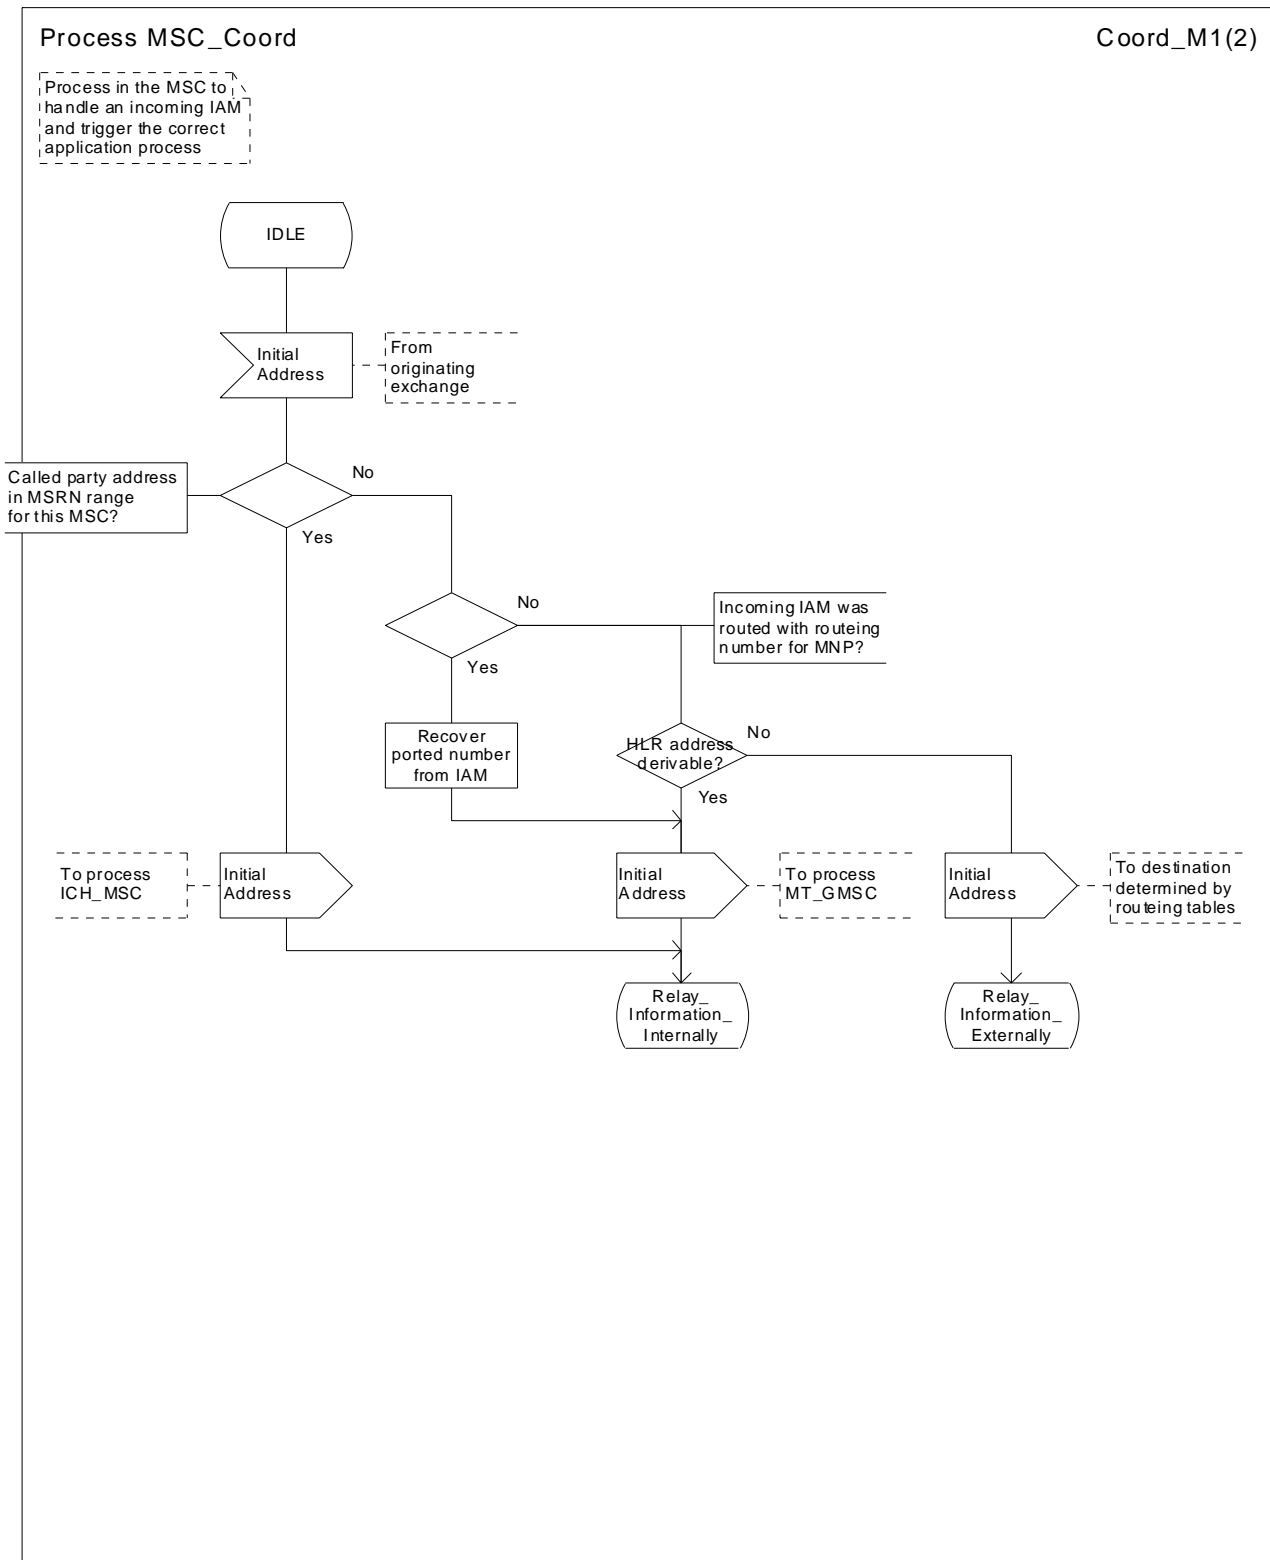 Process MSC_Coord
Coord_M1(2)
Process in the MSC to
handle an incoming IAM
and trigger the correct
application process
IDLE
Initial
Address
From
originating
exchange
Called party address
in MSRN range
for this MSC?
No
Yes
No
Incoming IAM was
routed with routeing
number for MNP?
Yes
Recover
ported number
from IAM
HLR address
derivable?
No
Yes
To process
ICH_MSC
Initial
Address
Initial
Address
To process
MT_GMSC
Initial
Address
To destination
determined by
routeing tables
Relay_
Information_
Internally
Relay_
Information_
Externally